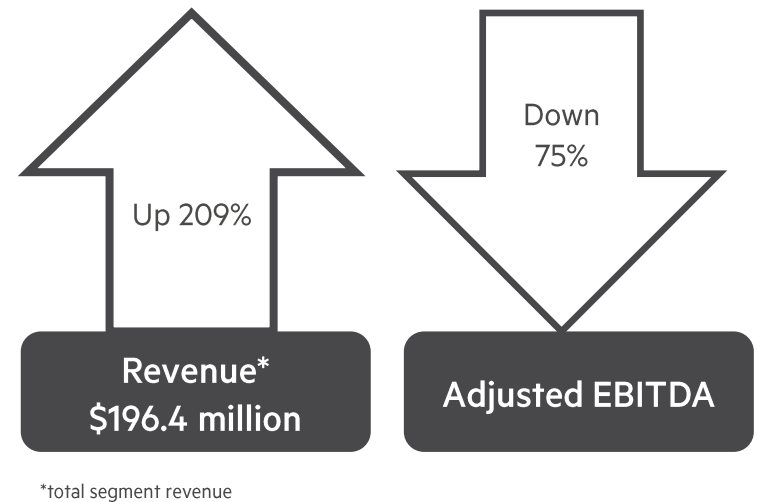 Up 209%
Revenue*
$196.4 million
Down
75%
Adjusted EBITDA
*total segment revenue